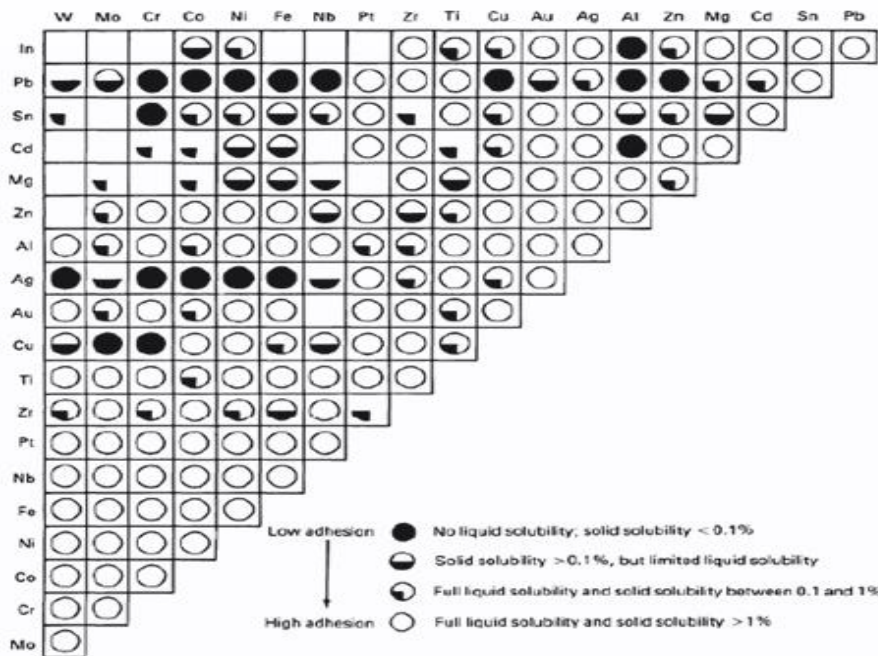 W Mo Cr Co Ni Fe Nb Pt Zr Ti Cu Au Ag Al Zn Mg Cd Sn Pb
In
Pb
Sn
Cd
Mg
Zn
Al
Ag
Au
Cu
Ti
Zr
Pt
Nb
Fe
Ni
Co
Cr
Mo
Low adhesion
High adhesion
No liquid solubility; solid solubility <0.1%
Solid solubility >0.1%, but limited liquid solubility
Full liquid solubility and solid solubility between 0.1 and 1%
Full liquid solubility and solid solubility >1%